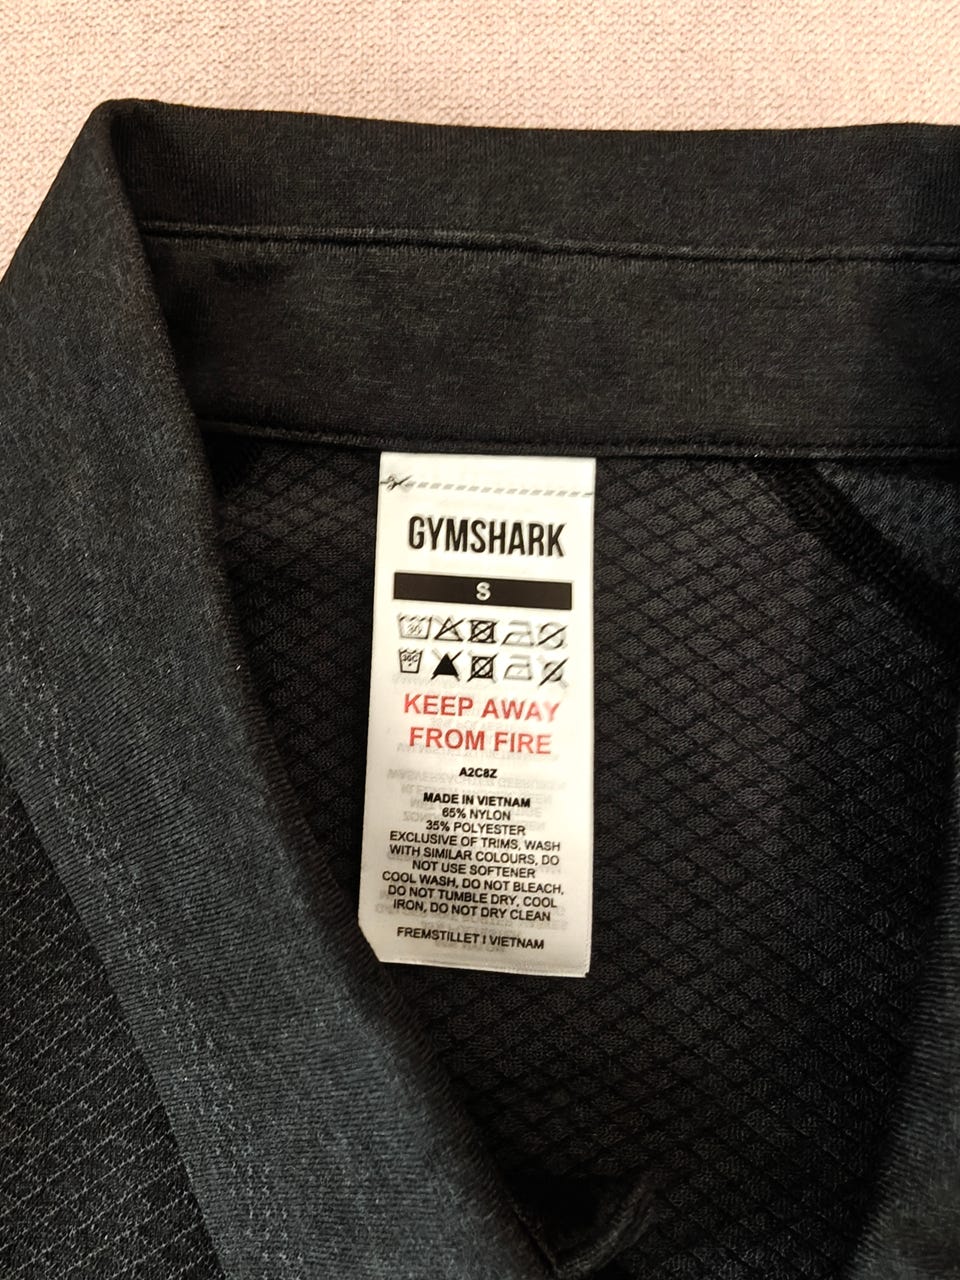 GYMSHARK
S
30
30C
KEEP AWAY
FROM FIRE
A2C8Z
MADE IN VIETNAM
65% NYLON
35% POLYESTER
EXCLUSIVE OF TRIMS, WASH
WITH SIMILAR COLOURS, DO
NOT USE SOFTENER
COOL WASH, DO NOT BLEACH,
DO NOT TUMBLE DRY, COOL
IRON, DO NOT DRY CLEAN
FREMSTILLET I VIETNAM